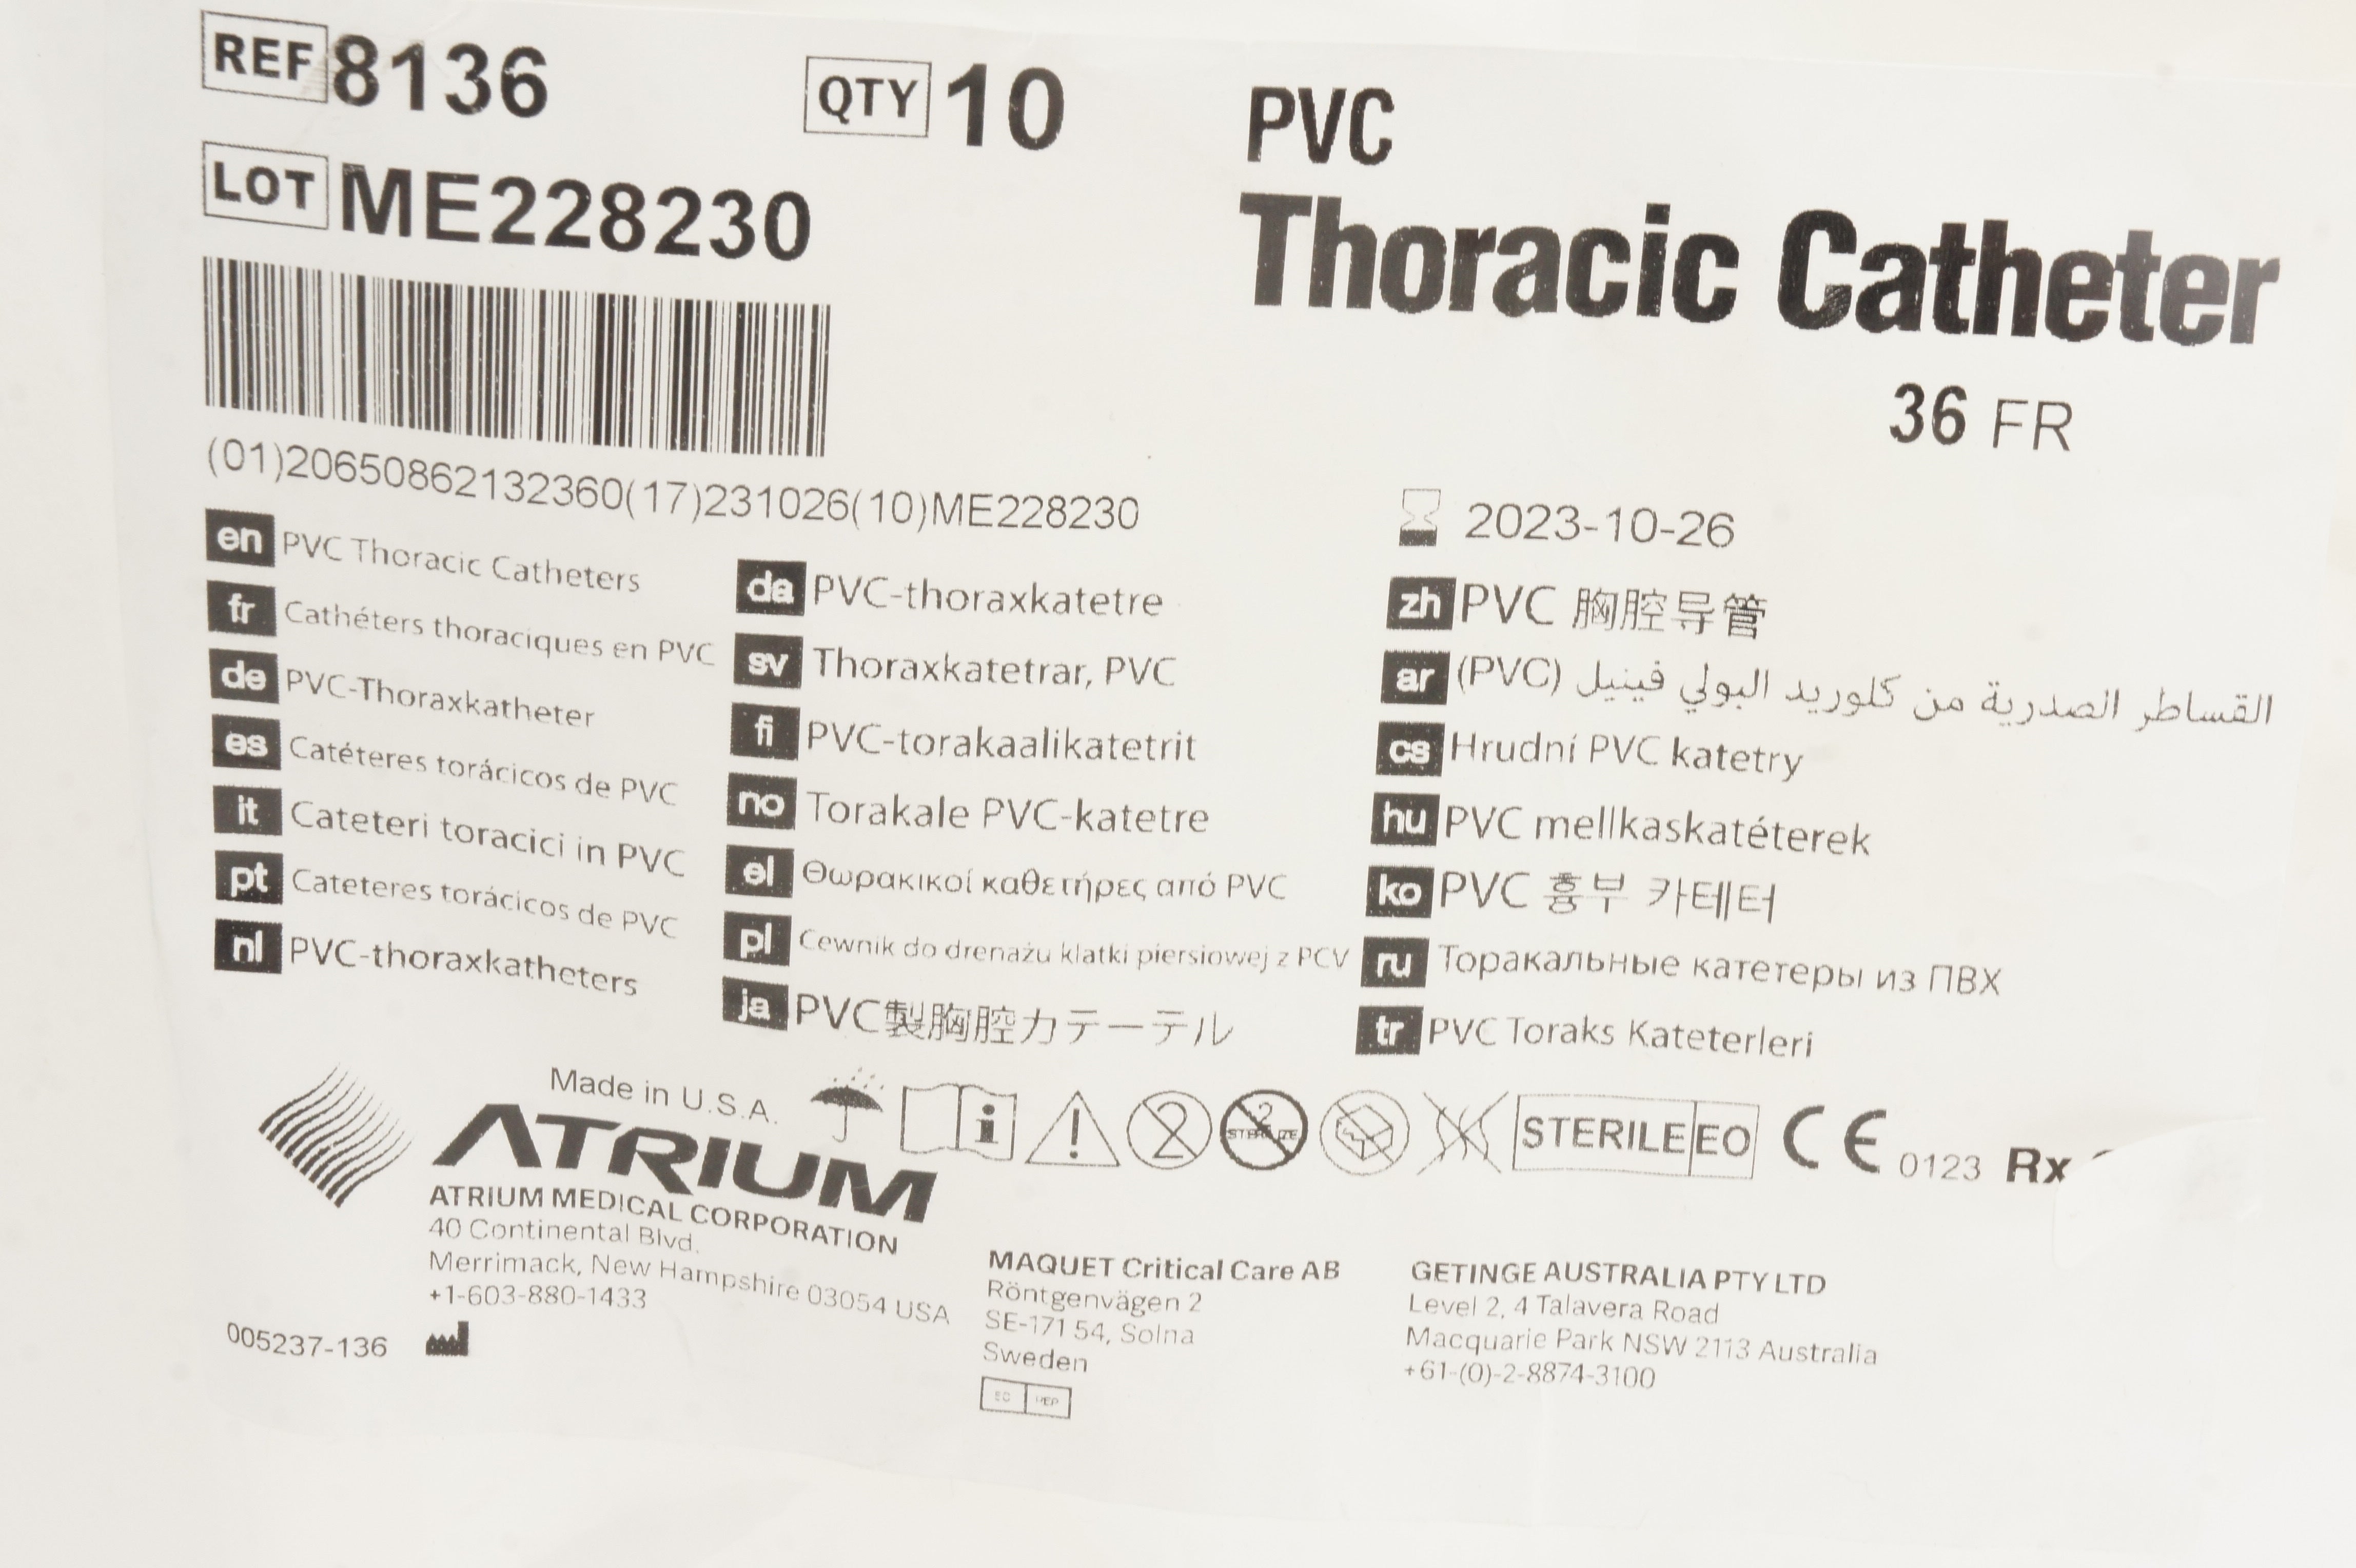 REF 8136
QTY 10
LOT ME228230
(01)20650862132360(17)231026(10)ME228230
PVC
Thoracic Catheter
36 FR
2023-10-26
en PVC Thoracic Catheters
fr Cathéters thoraciques en PVC
de PVC-Thoraxkatheter
es Catéteres torácicos de PVC
it Cateteri toracici in PVC
pt Cateteres torácicos de PVC
nl PVC-thoraxkatheters
da PVC-thoraxkatetre
sv Thoraxkatetrar, PVC
fi PVC-torakaalikatetrit
no Torakale PVC-katetre
el Θωρακικοί καθετήρες από PVC
pl Cewnik do drenażu klatki piersiowej z PCV
ja PVC製胸腔カテーテル
zh PVC 胸腔导管
ar القساطر الصدرية من كلوريد البولي فينيل (PVC)
cs Hrudní PVC katetry
hu PVC mellkaskatéterek
ko PVC 흉부 카테터
ru Торакальные катетеры из ПВХ
tr PVC Toraks Kateterleri
Made in U.S.A.
ATRIUM
ATRIUM MEDICAL CORPORATION
40 Continental Blvd.
Merrimack, New Hampshire 03054 USA
+1-603-880-1433
005237-136
i
2
2
STERILIZE
STERILE EO
CE 0123
Rx
MAQUET Critical Care AB
Röntgenvägen 2
SE-171 54, Solna
Sweden
EC REP
GETINGE AUSTRALIA PTY LTD
Level 2, 4 Talavera Road
Macquarie Park NSW 2113 Australia
+61-(0)-2-8874-3100